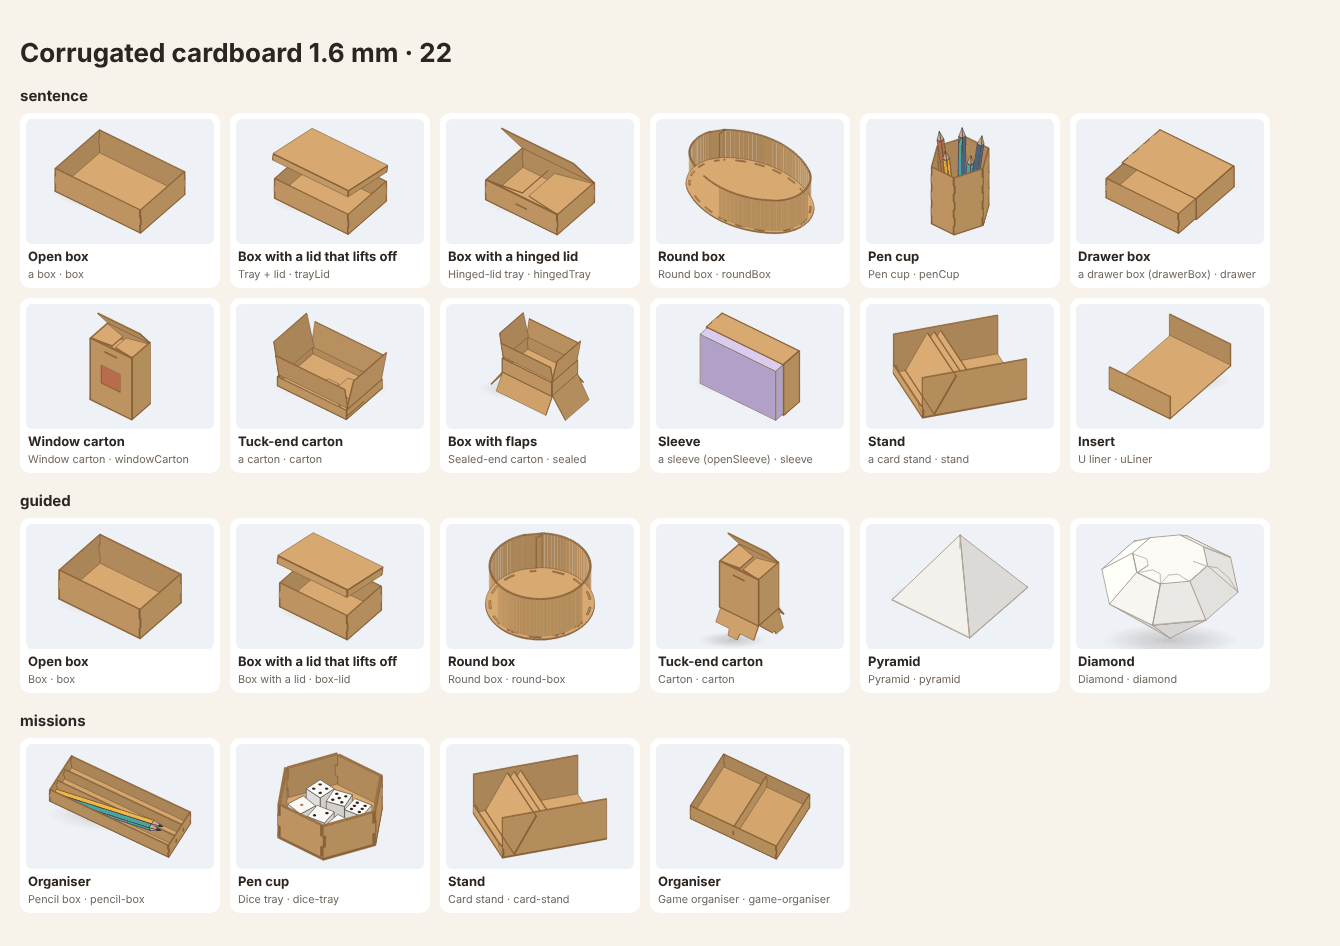 Corrugated cardboard 1.6 mm · 22
sentence
Open box
a box · box
Box with a lid that lifts off
Tray + lid · trayLid
Box with a hinged lid
Hinged-lid tray · hingedTray
Round box
Round box · roundBox
Pen cup
Pen cup · penCup
Drawer box
a drawer box (drawerBox) · drawer
Window carton
Window carton · windowCarton
Tuck-end carton
a carton · carton
Box with flaps
Sealed-end carton · sealed
Sleeve
a sleeve (openSleeve) · sleeve
Stand
a card stand · stand
Insert
U liner · uLiner
guided
Open box
Box · box
Box with a lid that lifts off
Box with a lid · box-lid
Round box
Round box · round-box
Tuck-end carton
Carton · carton
Pyramid
Pyramid · pyramid
Diamond
Diamond · diamond
missions
Organiser
Pencil box · pencil-box
Pen cup
Dice tray · dice-tray
Stand
Card stand · card-stand
Organiser
Game organiser · game-organiser